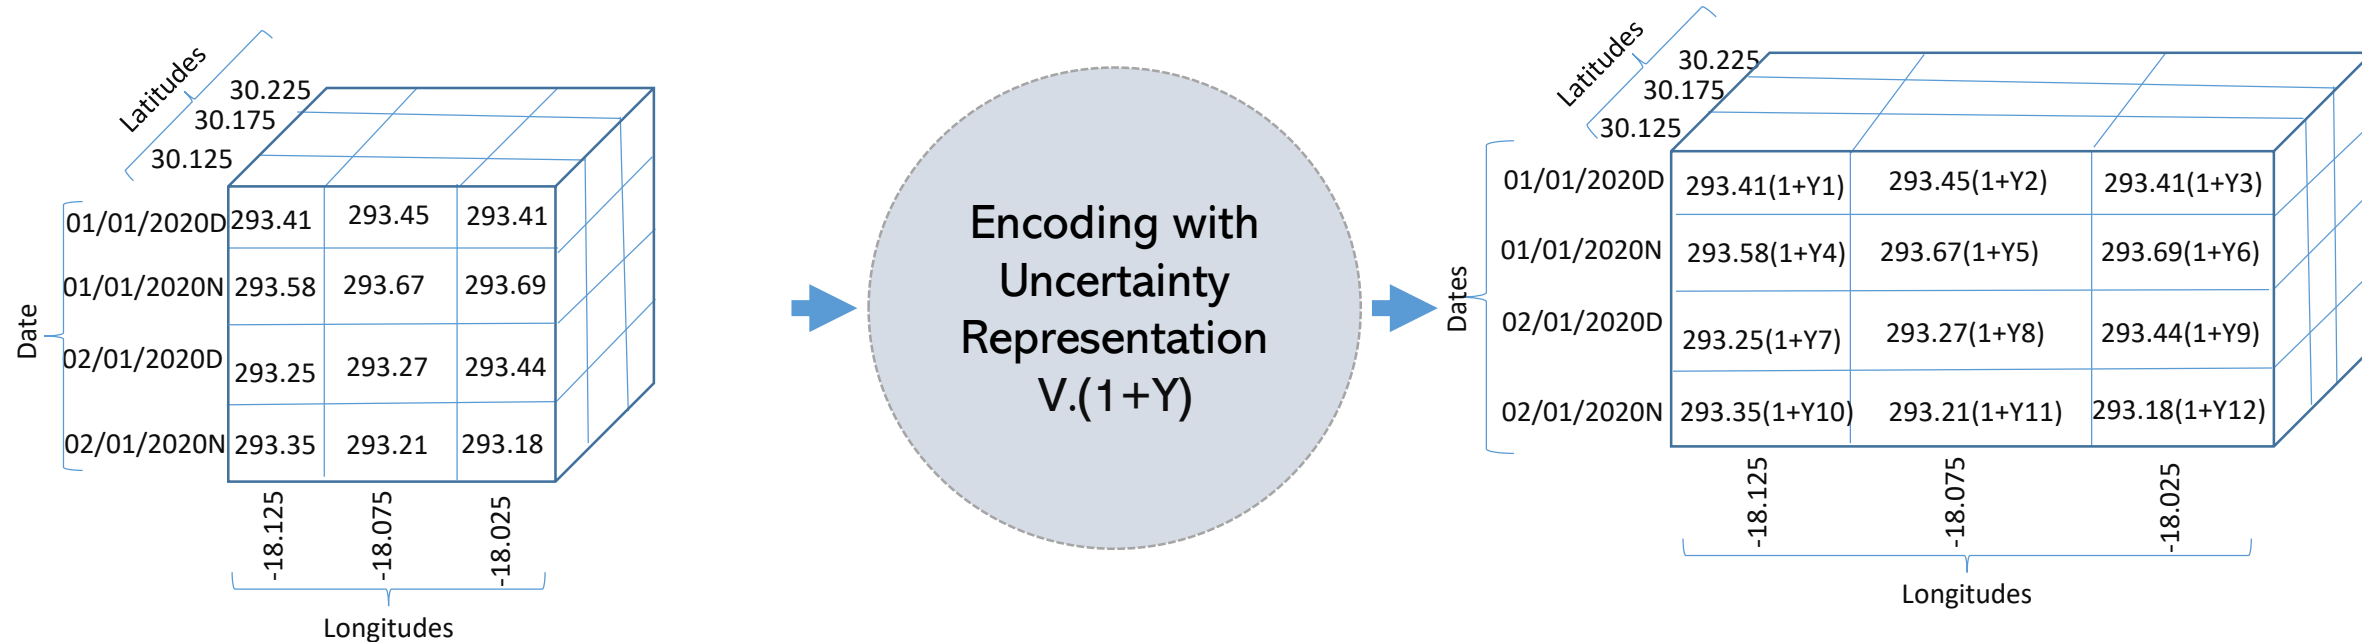 Latitudes
30.225
30.175
30.125
01/01/2020D 293.41 293.45 293.41
01/01/2020N 293.58 293.67 293.69
02/01/2020D 293.25 293.27 293.44
02/01/2020N 293.35 293.21 293.18
Date
-18.125 -18.075 -18.025
Longitudes
Encoding with
Uncertainty
Representation
V.(1+Y)
Latitudes
30.225
30.175
30.125
01/01/2020D 293.41(1+Y1) 293.45(1+Y2) 293.41(1+Y3)
01/01/2020N 293.58(1+Y4) 293.67(1+Y5) 293.69(1+Y6)
02/01/2020D 293.25(1+Y7) 293.27(1+Y8) 293.44(1+Y9)
02/01/2020N 293.35(1+Y10) 293.21(1+Y11) 293.18(1+Y12)
Dates
-18.125 -18.075 -18.025
Longitudes